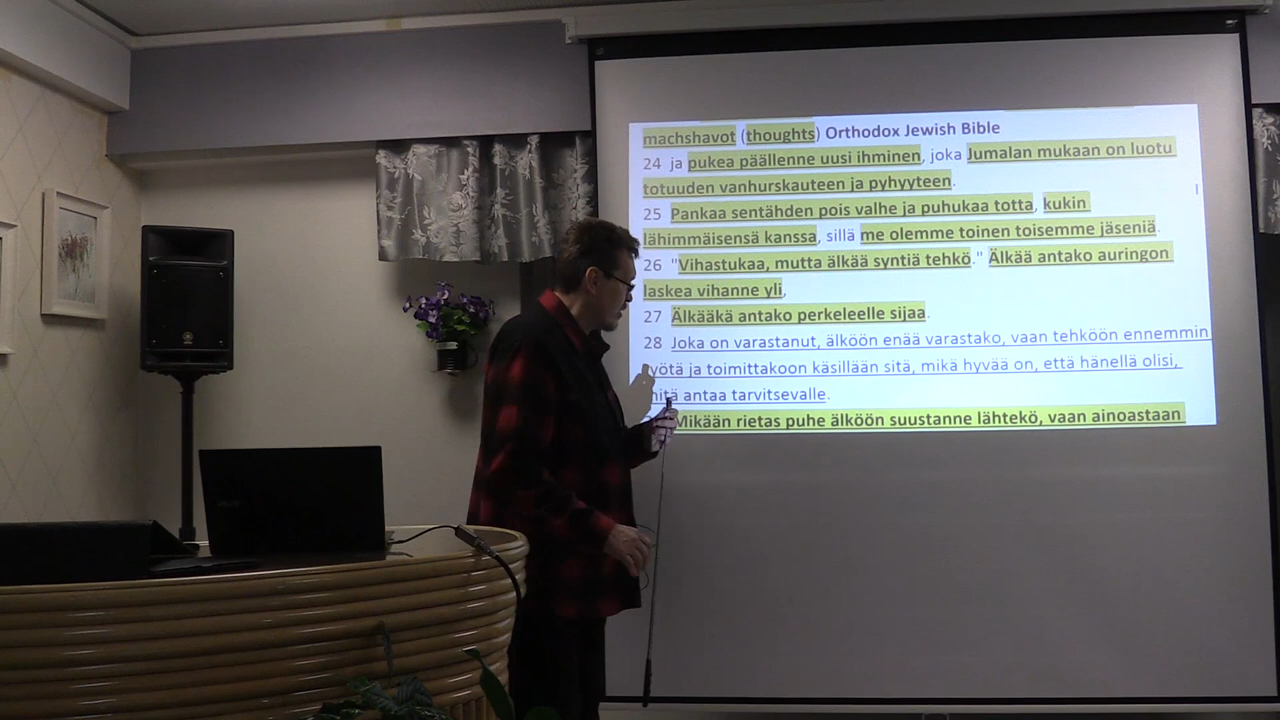 machshavot (thoughts) Orthodox Jewish Bible
24 ja pukea päällenne uusi ihminen, joka Jumalan mukaan on luotu
totuuden vanhurskauteen ja pyhyyteen.
25 Pankaa sentähden pois valhe ja puhukaa totta, kukin
lähimmäisensä kanssa, sillä me olemme toinen toisemme jäseniä.
26 "Vihastukaa, mutta älkää syntiä tehkö." Älkää antako auringon
laskea vihanne yli,
27 Älkääkä antako perkeleelle sijaa.
28 Joka on varastanut, älköön enää varastako, vaan tehköön ennemmin
yötä ja toimittakoon käsillään sitä, mikä hyvää on, että hänellä olisi,
mitä antaa tarvitsevalle.
Mikään rietas puhe älköön suustanne lähtekö, vaan ainoastaan